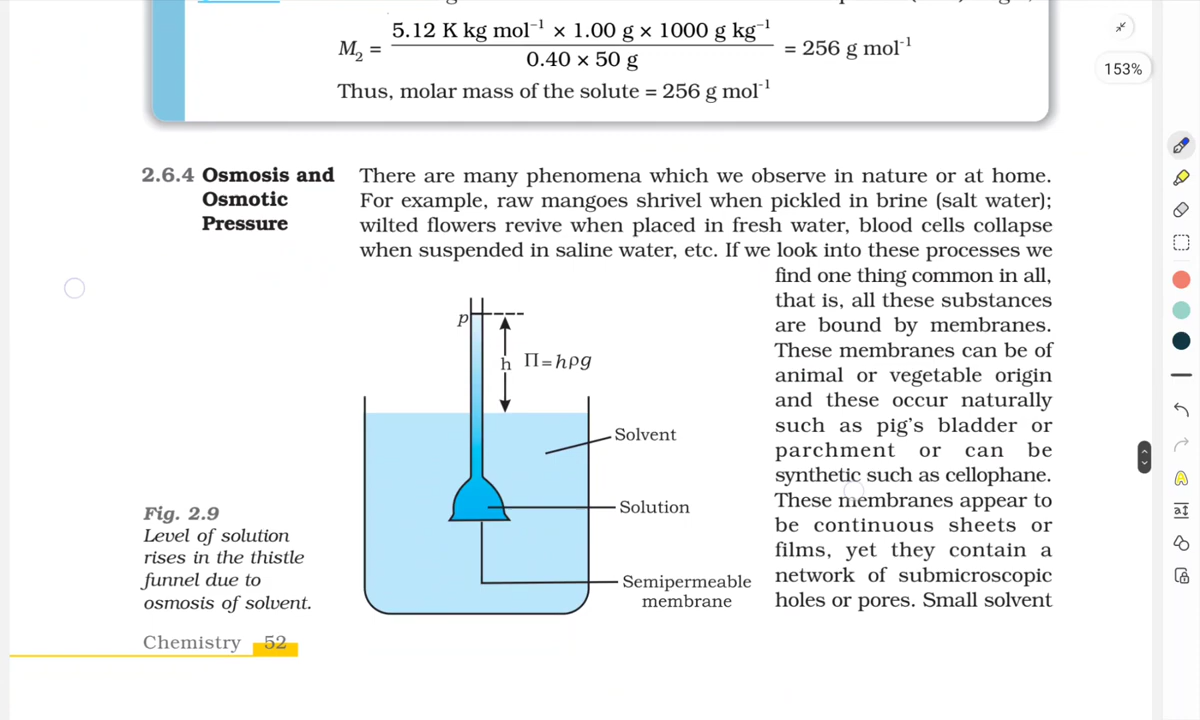 5.12 K kg mol⁻¹ × 1.00 g × 1000 g kg⁻¹
M₂ = = 256 g mol⁻¹
0.40 × 50 g
Thus, molar mass of the solute = 256 g mol⁻¹
153%
2.6.4 Osmosis and
Osmotic
Pressure
There are many phenomena which we observe in nature or at home.
For example, raw mangoes shrivel when pickled in brine (salt water);
wilted flowers revive when placed in fresh water, blood cells collapse
when suspended in saline water, etc. If we look into these processes we
find one thing common in all,
that is, all these substances
are bound by membranes.
These membranes can be of
animal or vegetable origin
and these occur naturally
such as pig's bladder or
parchment or can be
synthetic such as cellophane.
These membranes appear to
be continuous sheets or
films, yet they contain a
network of submicroscopic
holes or pores. Small solvent
p
h Π=hρg
Solvent
Solution
Semipermeable
membrane
Fig. 2.9
Level of solution
rises in the thistle
funnel due to
osmosis of solvent.
Chemistry 52